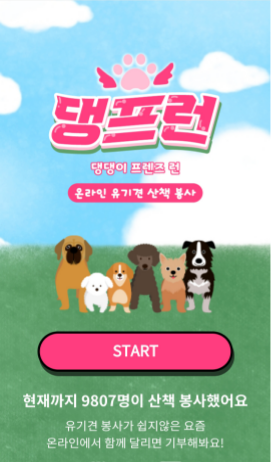 댕프런
댕댕이 프렌즈 런
온라인 유기견 산책 봉사
START
현재까지 9807명이 산책 봉사했어요
유기견 봉사가 쉽지않은 요즘
온라인에서 함께 달리면 기부해봐요!